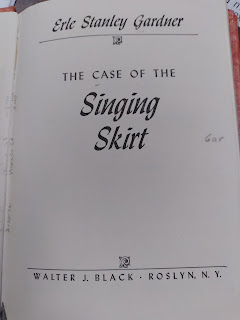 Erle Stanley Gardner
THE CASE OF THE
Singing
Skirt
Gar
WALTER J. BLACK • ROSLYN, N. Y.